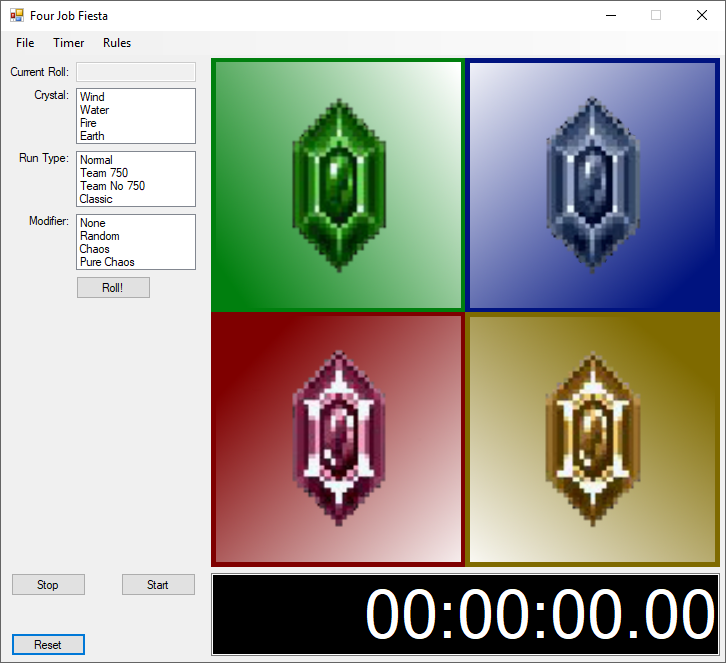 Four Job Fiesta
File Timer Rules
Current Roll:
Crystal:
Wind
Water
Fire
Earth
Run Type:
Normal
Team 750
Team No 750
Classic
Modifier:
None
Random
Chaos
Pure Chaos
Roll!
Stop Start
Reset
00:00:00.00